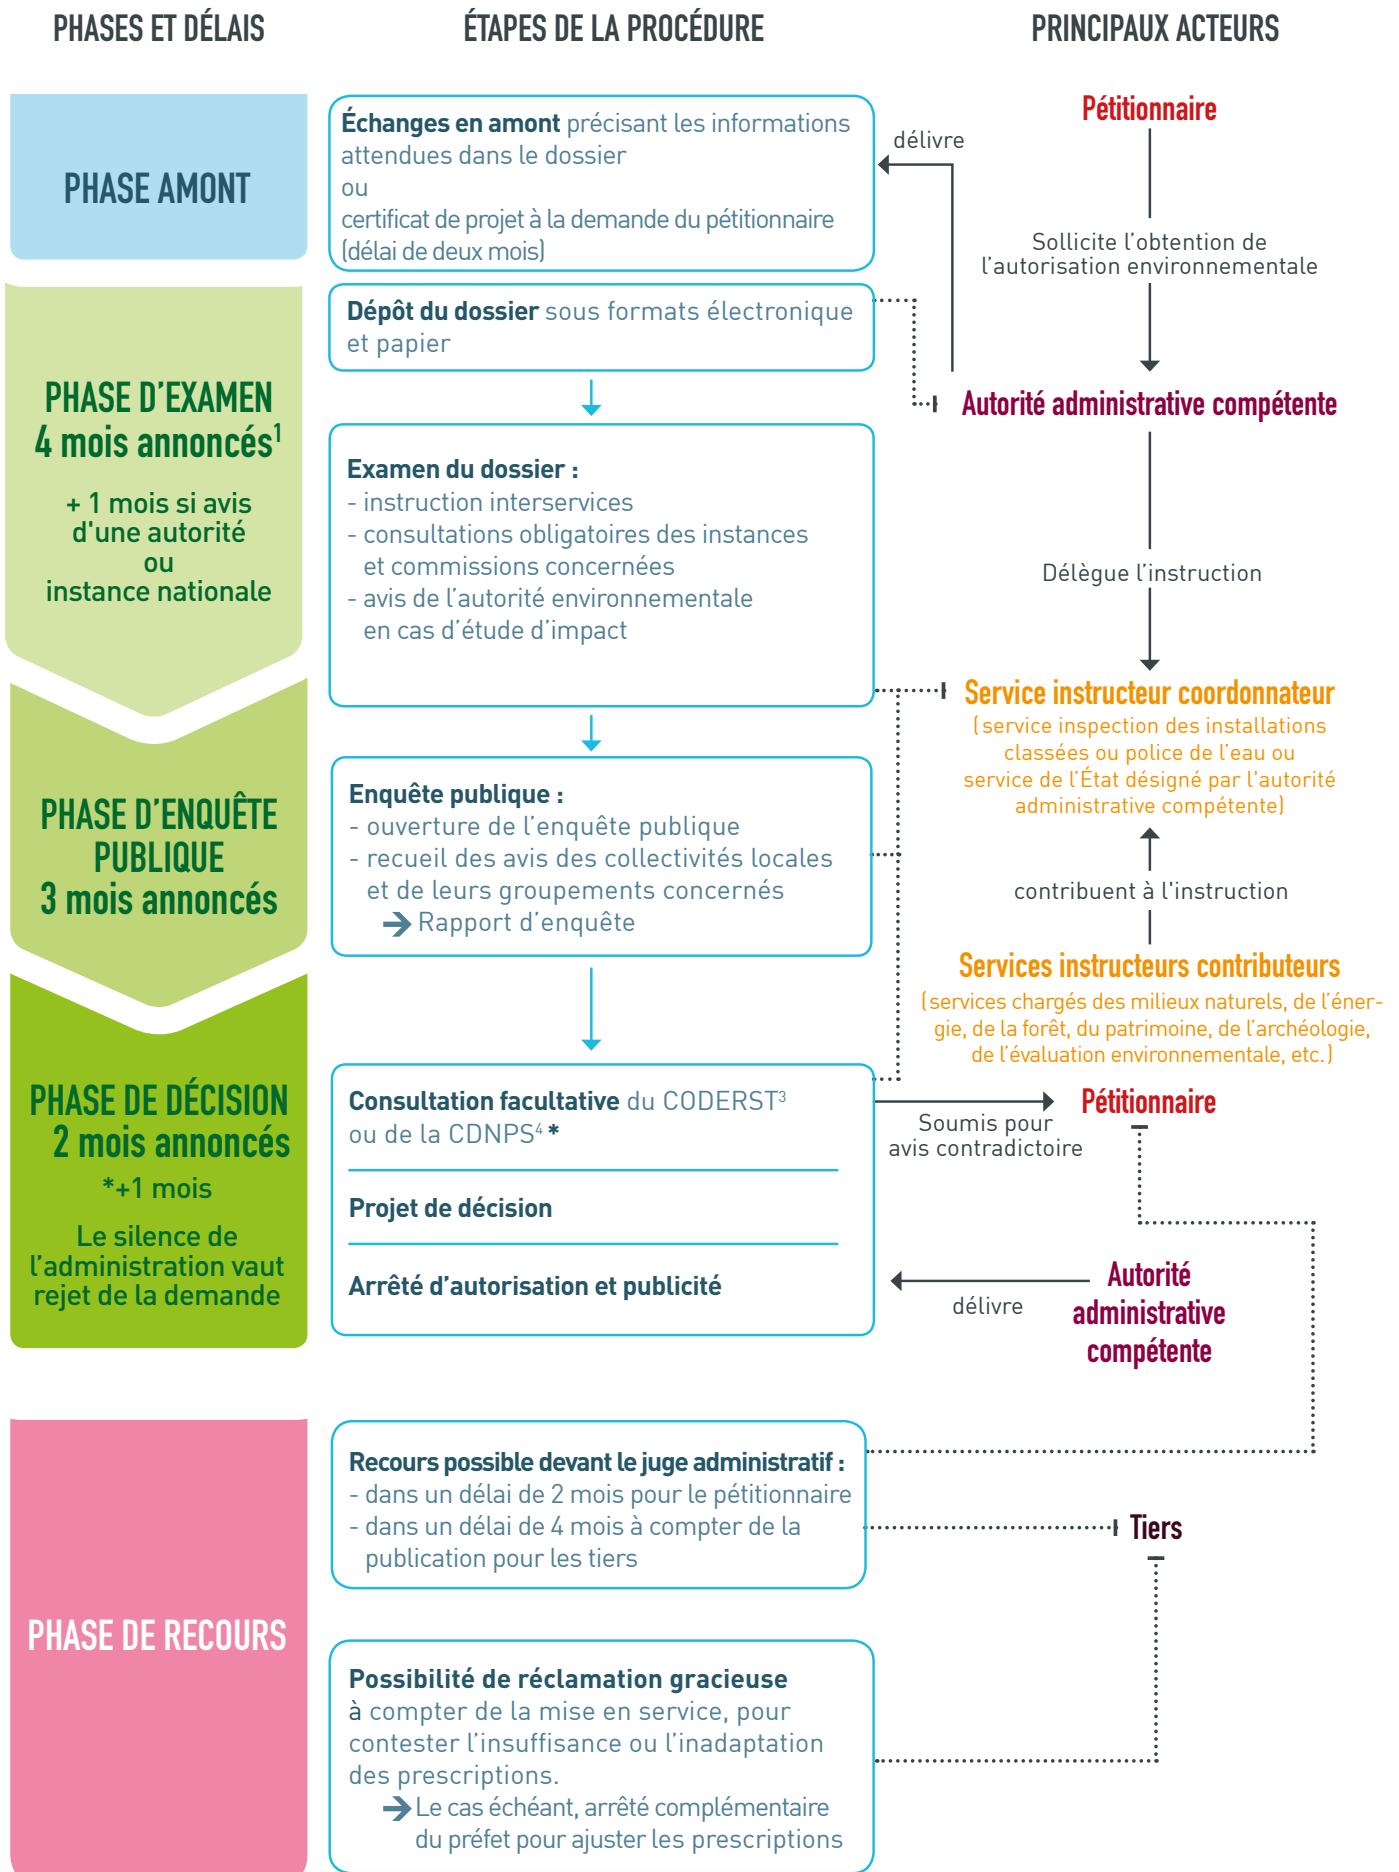 PHASES ET DÉLAIS
ÉTAPES DE LA PROCÉDURE
PRINCIPAUX ACTEURS
PHASE AMONT
Échanges en amont précisant les informations
attendues dans le dossier
ou
certificat de projet à la demande du pétitionnaire
(délai de deux mois)
délivre
Pétitionnaire
Sollicite l’obtention de
l’autorisation environnementale
PHASE D’EXAMEN
4 mois annoncés¹
+ 1 mois si avis
d'une autorité
ou
instance nationale
Dépôt du dossier sous formats électronique
et papier
Autorité administrative compétente
Examen du dossier :
- instruction interservices
- consultations obligatoires des instances
et commissions concernées
- avis de l’autorité environnementale
en cas d’étude d’impact
Délègue l’instruction
Service instructeur coordonnateur
(service inspection des installations
classées ou police de l’eau ou
service de l’État désigné par l'autorité
administrative compétente)
PHASE D’ENQUÊTE
PUBLIQUE
3 mois annoncés
Enquête publique :
- ouverture de l’enquête publique
- recueil des avis des collectivités locales
et de leurs groupements concernés
➔ Rapport d’enquête
contribuent à l'instruction
Services instructeurs contributeurs
(services chargés des milieux naturels, de l’éner-
gie, de la forêt, du patrimoine, de l’archéologie,
de l’évaluation environnementale, etc.)
PHASE DE DÉCISION
2 mois annoncés
*+1 mois
Le silence de
l’administration vaut
rejet de la demande
Consultation facultative du CODERST³
ou de la CDNPS⁴ *
Projet de décision
Arrêté d’autorisation et publicité
Soumis pour
avis contradictoire
Pétitionnaire
délivre
Autorité
administrative
compétente
PHASE DE RECOURS
Recours possible devant le juge administratif :
- dans un délai de 2 mois pour le pétitionnaire
- dans un délai de 4 mois à compter de la
publication pour les tiers
Tiers
Possibilité de réclamation gracieuse
à compter de la mise en service, pour
contester l’insuffisance ou l’inadaptation
des prescriptions.
➔ Le cas échéant, arrêté complémentaire
du préfet pour ajuster les prescriptions